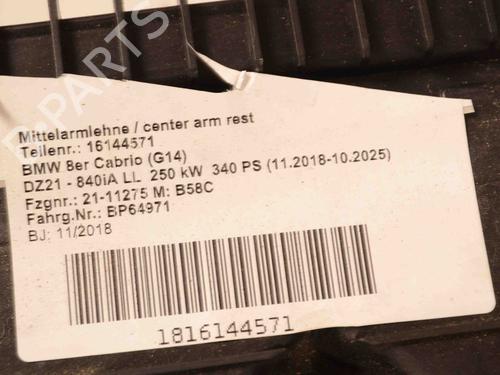 Mittelarmlehne / center arm rest
Teilenr.: 16144571
BMW 8er Cabrio (G14)
DZ21 - 840iA LL 250 kW 340 PS (11.2018-10.2025)
Fzgnr.: 21-11275 M: B58C
Fahrg.Nr.: BP64971
BJ: 11/2018
1816144571
B-PARTS